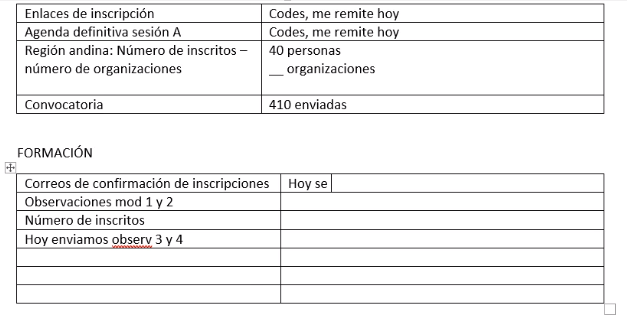 Enlaces de inscripción Codes, me remite hoy
Agenda definitiva sesión A Codes, me remite hoy
Región andina: Número de inscritos – 40 personas
número de organizaciones __ organizaciones
Convocatoria 410 enviadas
FORMACIÓN
Correos de confirmación de inscripciones Hoy se
Observaciones mod 1 y 2
Número de inscritos
Hoy enviamos observ 3 y 4